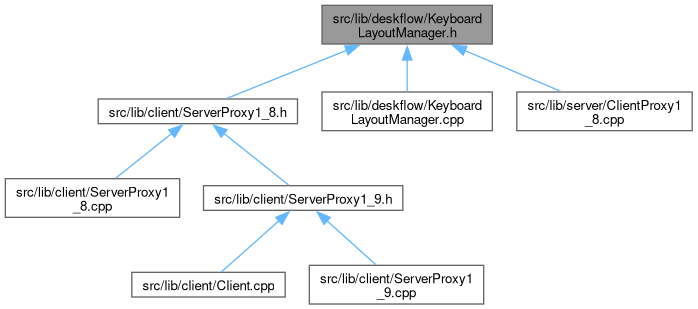 src/lib/deskflow/Keyboard
LayoutManager.h
src/lib/client/ServerProxy1_8.h
src/lib/deskflow/Keyboard
LayoutManager.cpp
src/lib/server/ClientProxy1
_8.cpp
src/lib/client/ServerProxy1
_8.cpp
src/lib/client/ServerProxy1_9.h
src/lib/client/Client.cpp
src/lib/client/ServerProxy1
_9.cpp